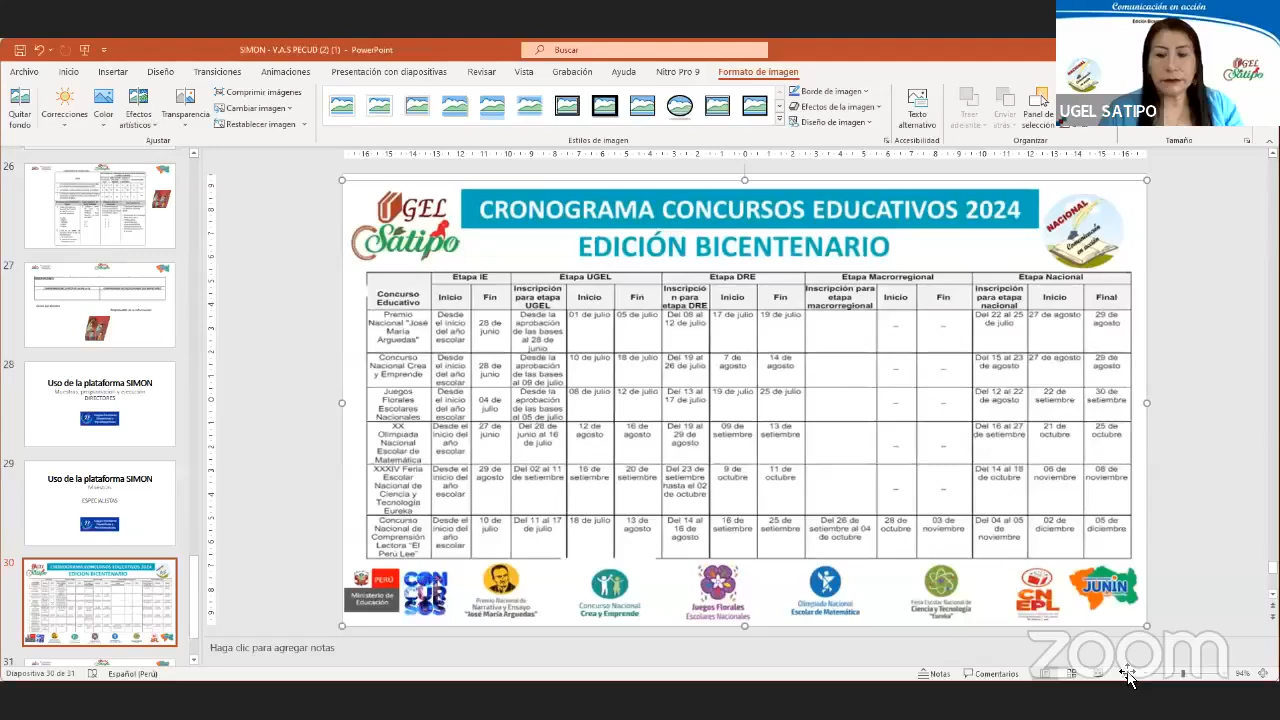 Comunicación en acción
SIMON - V.A.S PECUD (2) (1) - PowerPoint
Buscar
Archivo Inicio Insertar Diseño Transiciones Animaciones Presentación con diapositivas Revisar Vista Grabación Ayuda Nitro Pro 9 Formato de imagen
Quitar fondo
Correcciones
Color
Efectos artísticos
Transparencia
Comprimir imágenes
Cambiar imagen
Restablecer imagen
Ajustar
Estilos de imagen
Borde de imagen
Efectos de la imagen
Diseño de imagen
Texto alternativo
Accesibilidad
Traer adelante
Enviar atrás
Panel de selección
Organizar
Tamaño
UGEL SATIPO
Satipo
26
27
28
Uso de la plataforma SIMON
DIRECTORES
29
Uso de la plataforma SIMON
ESPECIALISTAS
30
CRONOGRAMA CONCURSOS EDUCATIVOS 2024
EDICIÓN BICENTENARIO
31
UGEL Satipo
CRONOGRAMA CONCURSOS EDUCATIVOS 2024
EDICIÓN BICENTENARIO
NACIONAL
Comunicación en acción
Concurso Educativo | Etapa IE | Etapa UGEL | Etapa DRE | Etapa Macrorregional | Etapa Nacional
Inicio | Fin | Inscripción para etapa UGEL | Inicio | Fin | Inscripción para etapa DRE | Inicio | Fin | Inscripción para etapa macrorregional | Inicio | Fin | Inscripción para etapa nacional | Inicio | Final
Premio Nacional "José María Arguedas" | Desde el inicio del año escolar | 28 de junio | Desde la aprobación de las bases al 28 de junio | 01 de julio | 05 de julio | Del 08 al 12 de julio | 17 de julio | 19 de julio | | – | – | Del 22 al 25 de julio | 27 de agosto | 29 de agosto
Concurso Nacional Crea y Emprende | Desde el inicio del año escolar | 28 de junio | Desde la aprobación de las bases al 09 de julio | 10 de julio | 18 de julio | Del 19 al 26 de julio | 7 de agosto | 14 de agosto | | – | – | Del 15 al 23 de agosto | 27 de agosto | 29 de agosto
Juegos Florales Escolares Nacionales | Desde el inicio del año escolar | 04 de julio | Desde la aprobación de las bases al 05 de julio | 08 de julio | 12 de julio | Del 13 al 17 de julio | 19 de julio | 25 de julio | | – | – | Del 12 al 22 de agosto | 22 de setiembre | 30 de setiembre
XX Olimpiada Nacional Escolar de Matemática | Desde el inicio del año escolar | 27 de junio | Del 28 de junio al 16 de julio | 12 de agosto | 16 de agosto | Del 19 al 29 de agosto | 09 de setiembre | 13 de setiembre | | – | – | Del 16 al 27 de setiembre | 21 de octubre | 25 de octubre
XXXIV Feria Escolar Nacional de Ciencia y Tecnología Eureka | Desde el inicio del año escolar | 29 de agosto | Del 02 al 11 de setiembre | 16 de setiembre | 20 de setiembre | Del 23 de setiembre hasta el 02 de octubre | 9 de octubre | 11 de octubre | | – | – | Del 14 al 18 de octubre | 06 de noviembre | 08 de noviembre
Concurso Nacional de Comprensión Lectora "El Perú Lee" | Desde el inicio del año escolar | 10 de julio | Del 11 al 17 de julio | 18 de julio | 13 de agosto | Del 14 al 16 de agosto | 16 de setiembre | 25 de setiembre | Del 26 de setiembre al 04 de octubre | 28 de octubre | 03 de noviembre | Del 04 al 05 de noviembre | 02 de diciembre | 05 de diciembre
PERÚ
Ministerio de Educación
CONCURSOS
Premio Nacional de Narrativa y Ensayo "José María Arguedas"
Concurso Nacional Crea y Emprende
Juegos Florales Escolares Nacionales
Olimpiada Nacional Escolar de Matemática
Feria Escolar Nacional de Ciencia y Tecnología "Eureka"
CNEPL
JUNÍN
Haga clic para agregar notas
zoom
Diapositiva 30 de 31
Español (Perú)
Notas
Comentarios
94%